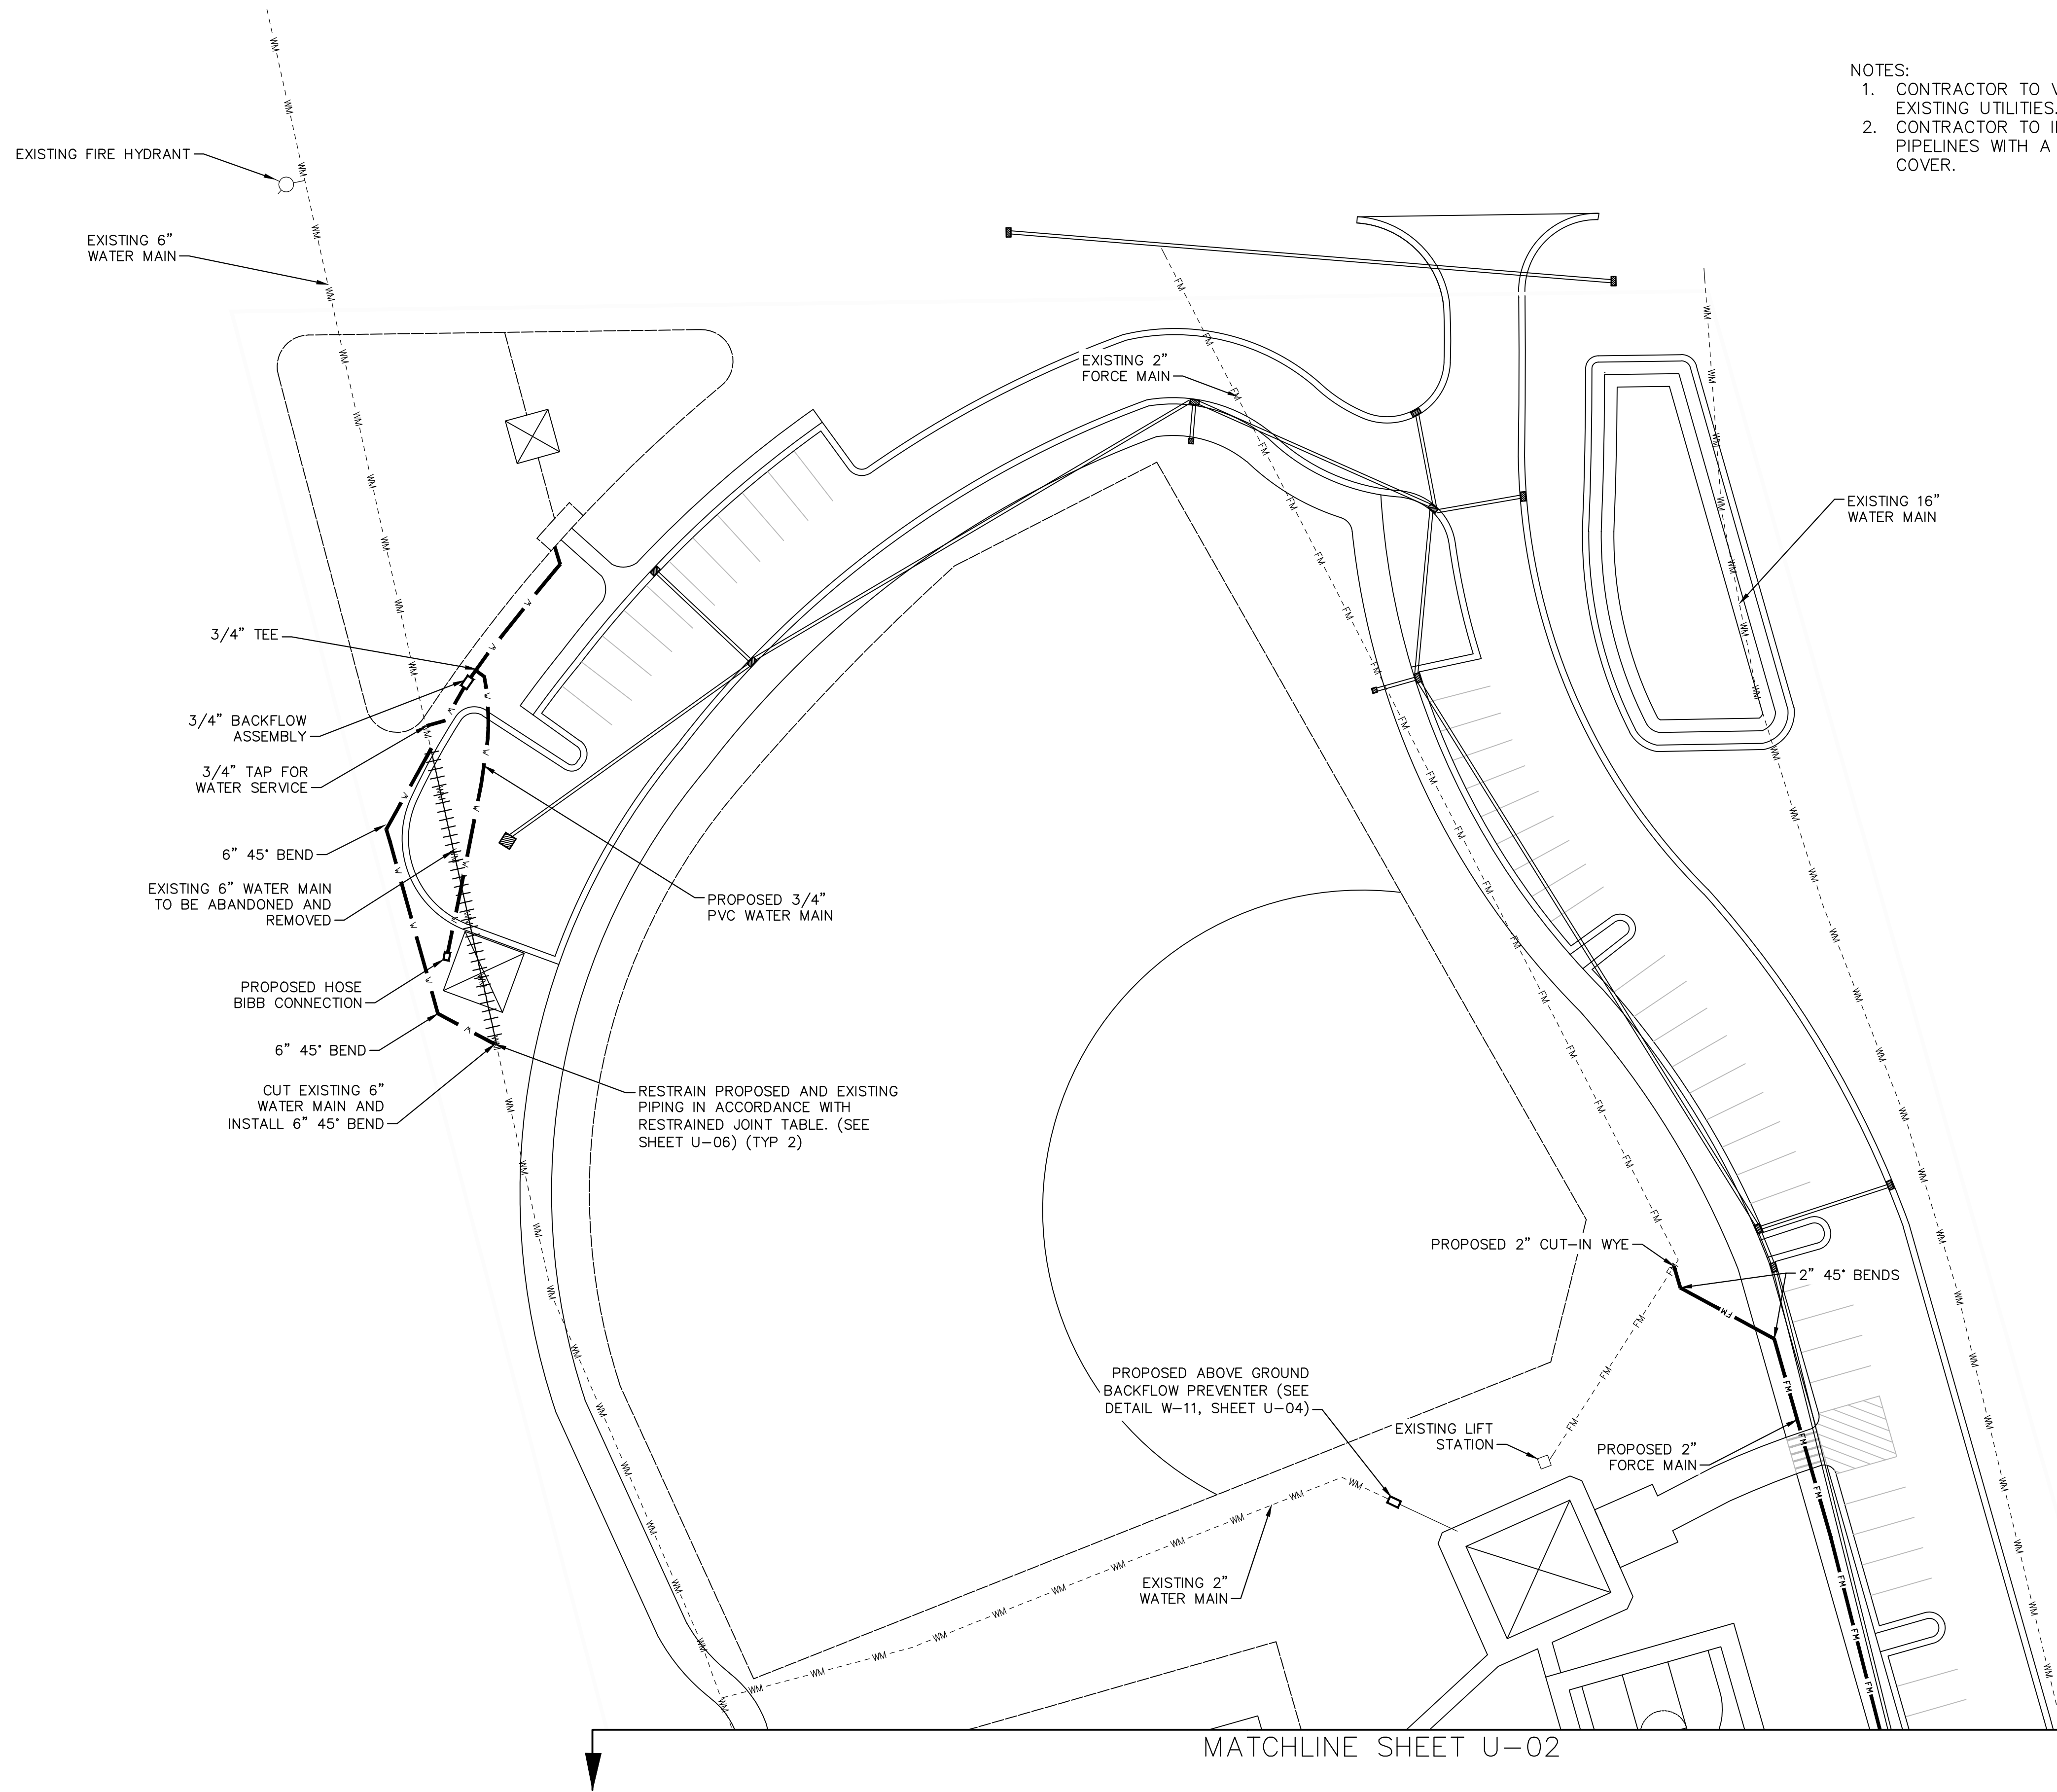 NOTES:
1. CONTRACTOR TO V
EXISTING UTILITIES.
2. CONTRACTOR TO I
PIPELINES WITH A
COVER.
EXISTING FIRE HYDRANT
EXISTING 6"
WATER MAIN
EXISTING 2"
FORCE MAIN
EXISTING 16"
WATER MAIN
3/4" TEE
3/4" BACKFLOW
ASSEMBLY
3/4" TAP FOR
WATER SERVICE
6" 45° BEND
EXISTING 6" WATER MAIN
TO BE ABANDONED AND
REMOVED
PROPOSED 3/4"
PVC WATER MAIN
PROPOSED HOSE
BIBB CONNECTION
6" 45° BEND
CUT EXISTING 6"
WATER MAIN AND
INSTALL 6" 45° BEND
RESTRAIN PROPOSED AND EXISTING
PIPING IN ACCORDANCE WITH
RESTRAINED JOINT TABLE. (SEE
SHEET U-06) (TYP 2)
PROPOSED 2" CUT-IN WYE
2" 45° BENDS
PROPOSED ABOVE GROUND
BACKFLOW PREVENTER (SEE
DETAIL W-11, SHEET U-04)
EXISTING LIFT
STATION
PROPOSED 2"
FORCE MAIN
EXISTING 2"
WATER MAIN
WM
FM
W
MATCHLINE SHEET U-02